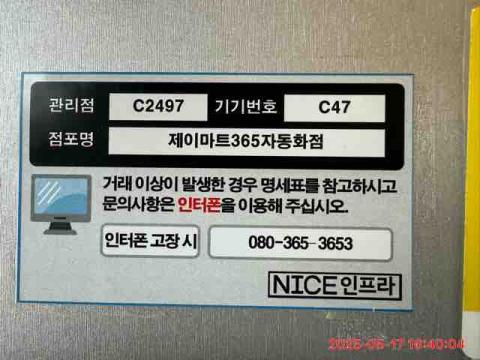 관리점 C2497 기기번호 C47
점포명 제이마트365자동화점
거래 이상이 발생한 경우 명세표를 참고하시고
문의사항은 인터폰을 이용해 주십시오.
인터폰 고장 시 080-365-3653
NICE인프라
2025-05-17 16:40:04